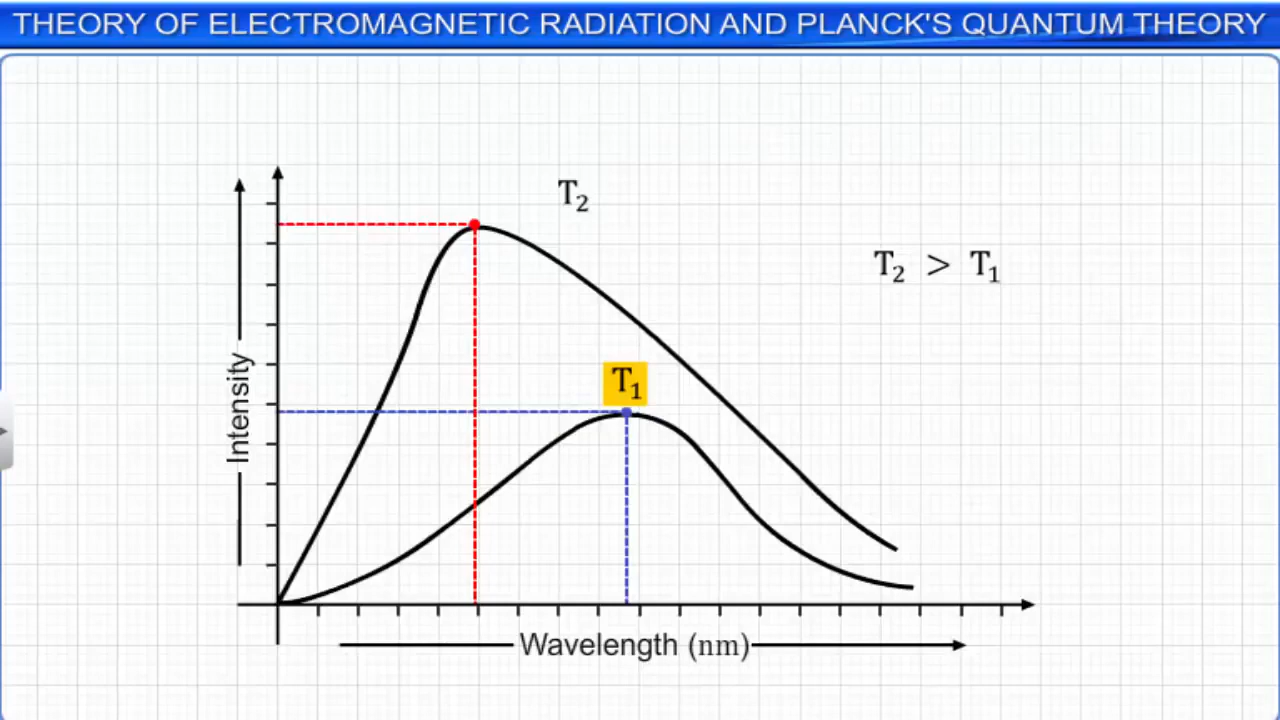 THEORY OF ELECTROMAGNETIC RADIATION AND PLANCK'S QUANTUM THEORY
T₂
T₂ > T₁
T₁
Intensity
Wavelength (nm)